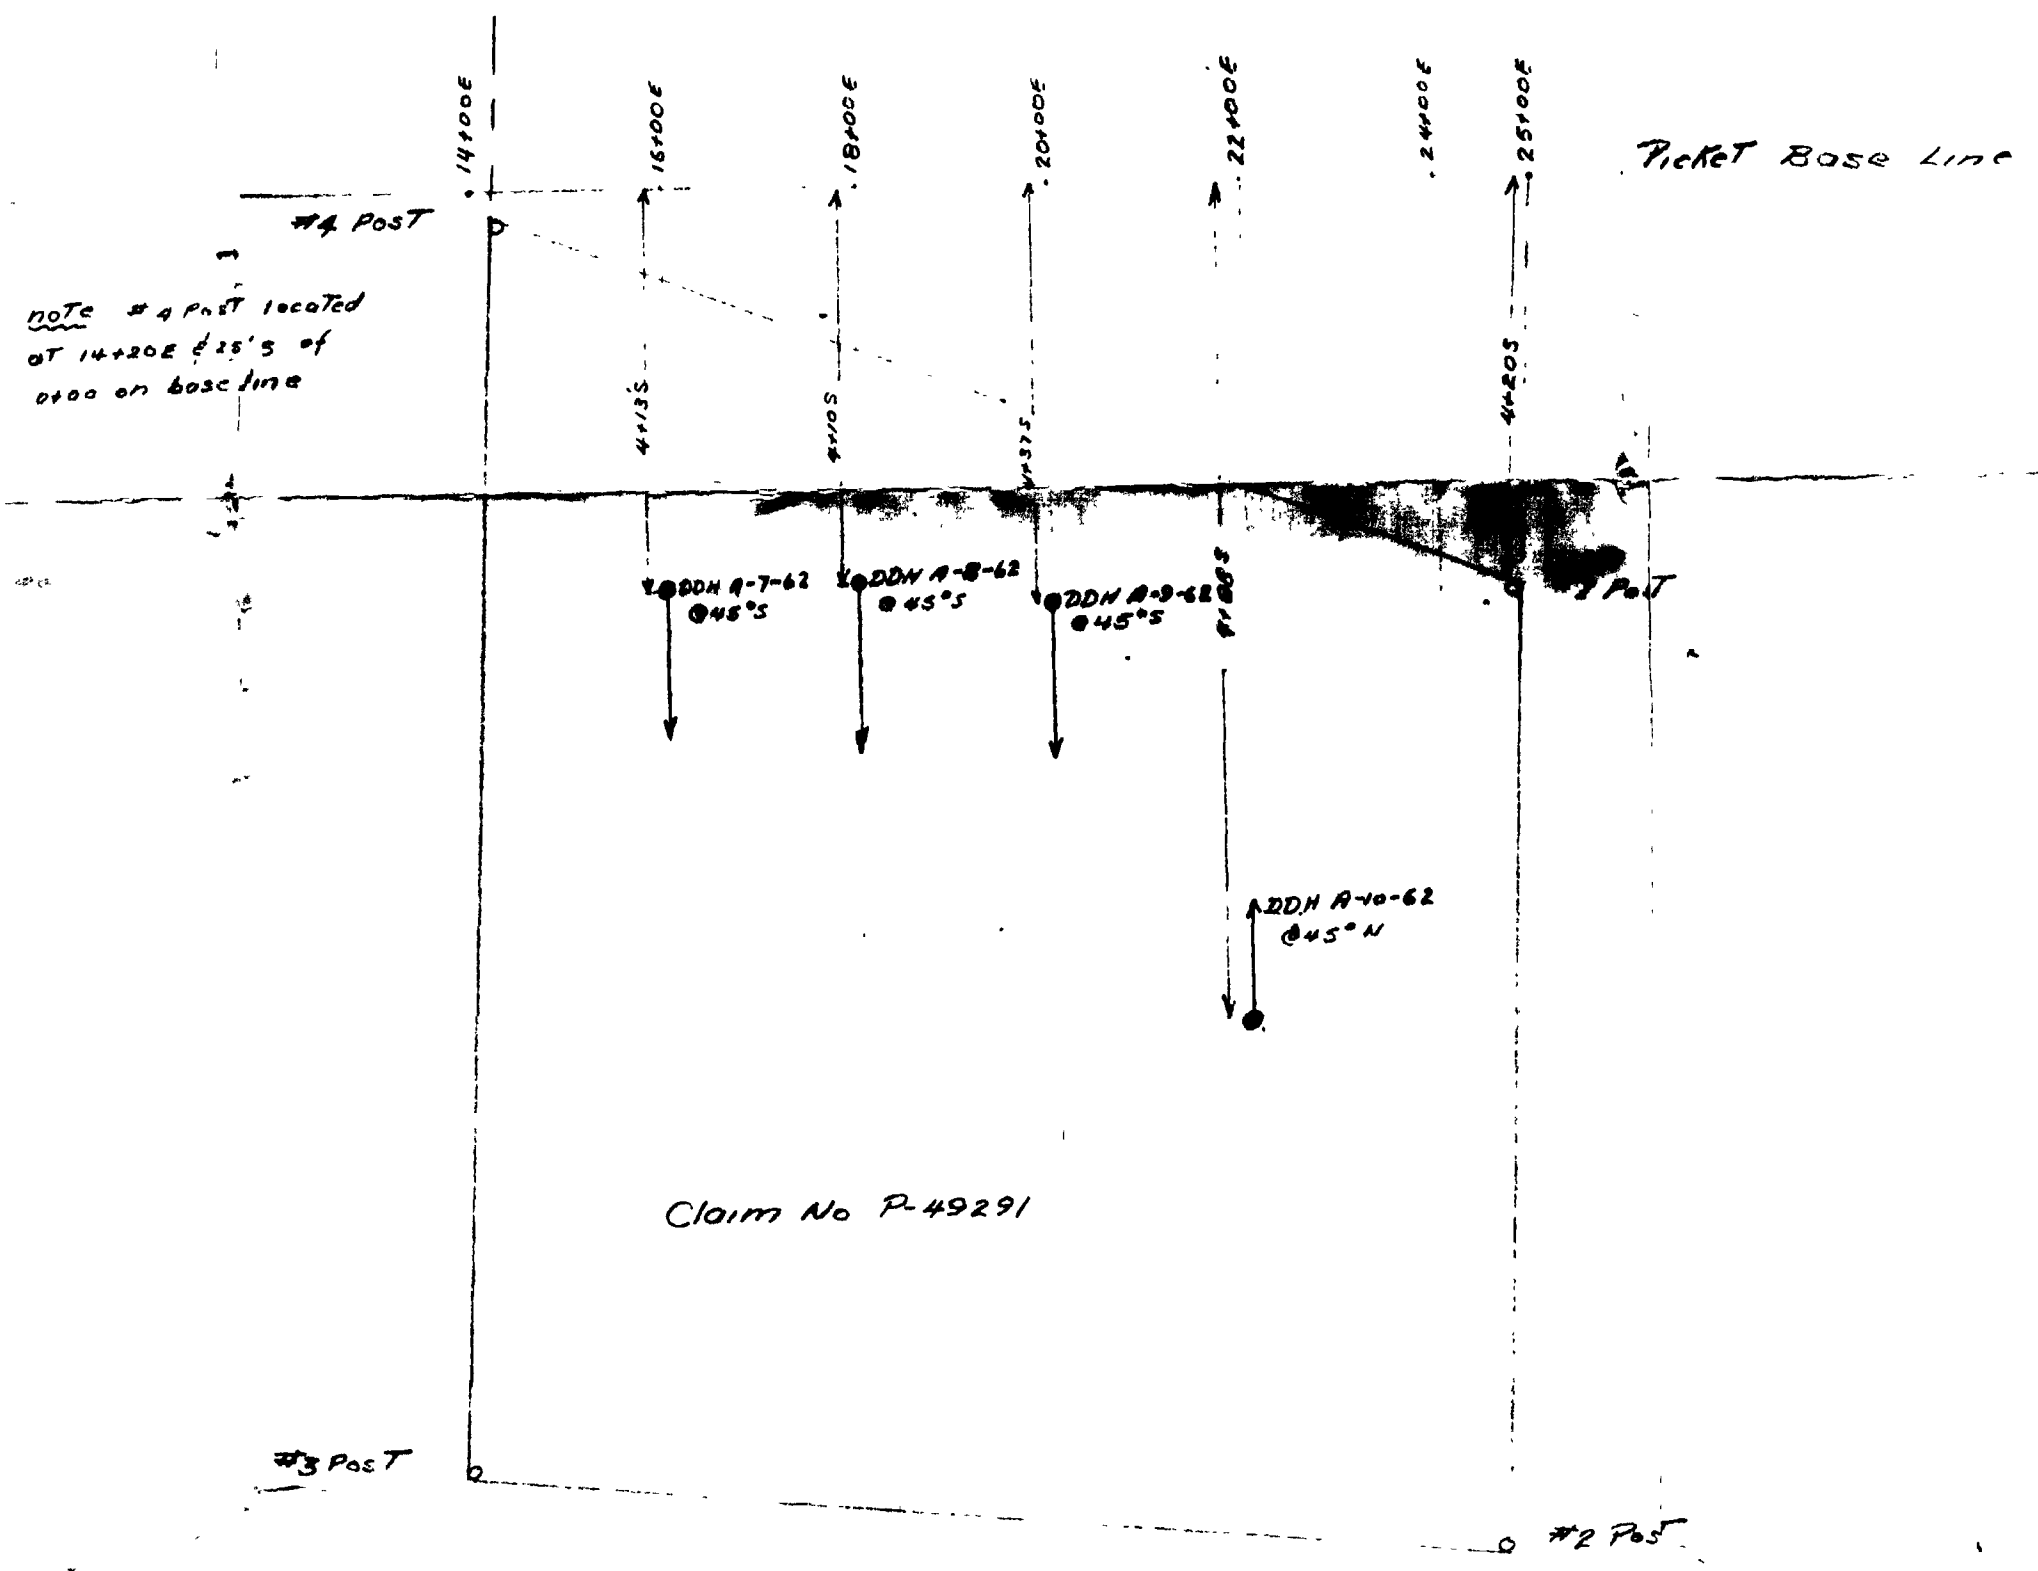 14+00E
16+00E
18+00E
20+00E
22+00E
24+00E
25+00E
Picket Base Line
#4 Post
note #4 Post located
at 14+20E & 25'S of
0+00 on base line
4+13'S
4+10S
4+37S
4+20S
DDH A-7-62
@45°S
DDH A-8-62
@45°S
DDH A-9-62
@45°S
Post
DDH A-10-62
@45°N
Claim No P-49291
#3 Post
#2 Post